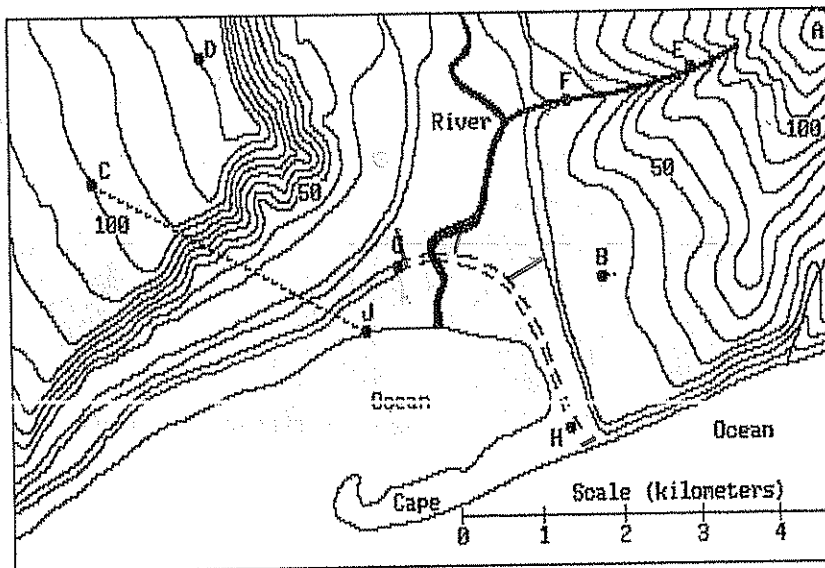 A
D
E
F
River
100
C
50
50
100
G
B
J
Ocean
H
Ocean
Cape
Scale (kilometers)
0 1 2 3 4